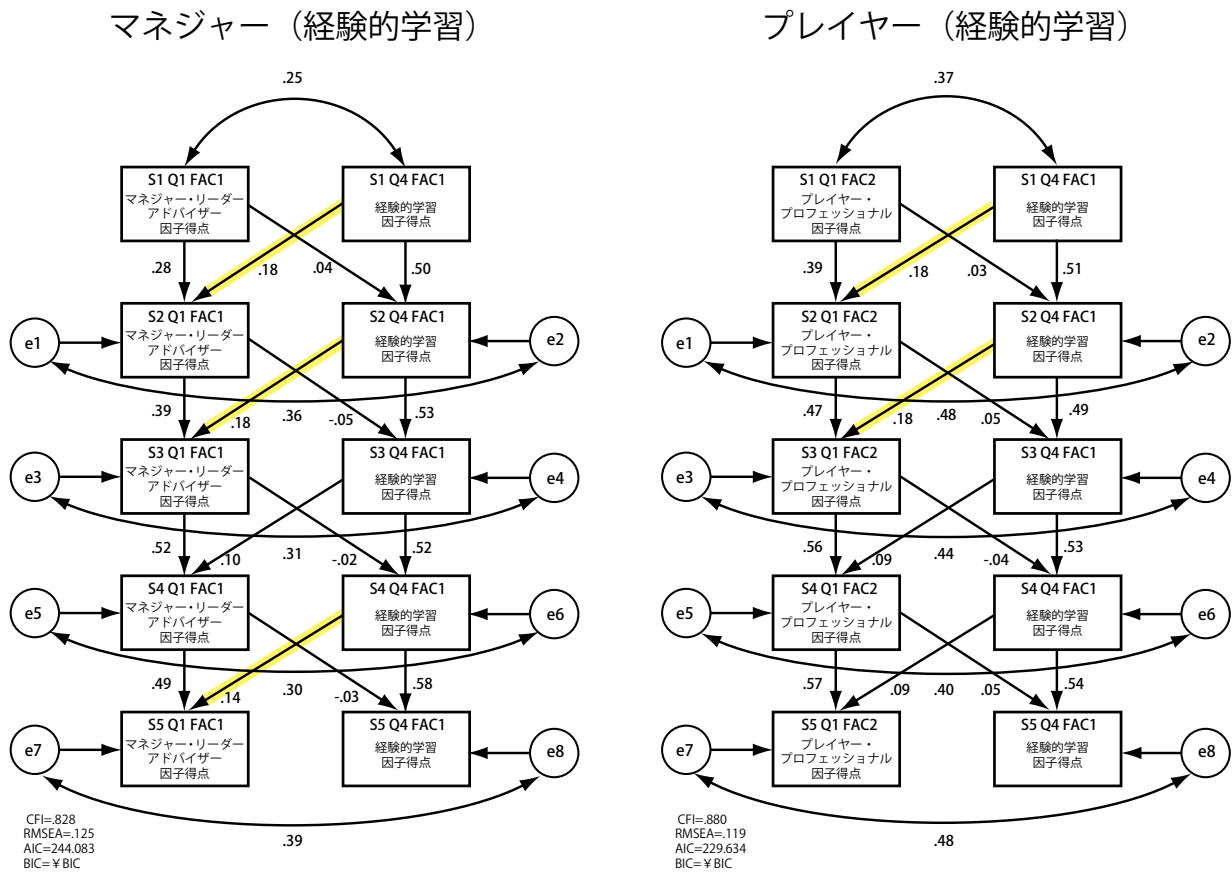 マネジャー（経験的学習）
.25
S1 Q1 FAC1
マネジャー・リーダー
アドバイザー
因子得点
S1 Q4 FAC1
経験的学習
因子得点
.28
.18
.04
.50
S2 Q1 FAC1
マネジャー・リーダー
アドバイザー
因子得点
S2 Q4 FAC1
経験的学習
因子得点
e1
e2
.39
.18
.36
-.05
.53
S3 Q1 FAC1
マネジャー・リーダー
アドバイザー
因子得点
S3 Q4 FAC1
経験的学習
因子得点
e3
e4
.52
.10
.31
-.02
.52
S4 Q1 FAC1
マネジャー・リーダー
アドバイザー
因子得点
S4 Q4 FAC1
経験的学習
因子得点
e5
e6
.49
.14
.30
-.03
.58
S5 Q1 FAC1
マネジャー・リーダー
アドバイザー
因子得点
S5 Q4 FAC1
経験的学習
因子得点
e7
e8
.39
CFI=.828
RMSEA=.125
AIC=244.083
BIC=￥BIC
プレイヤー（経験的学習）
.37
S1 Q1 FAC2
プレイヤー・
プロフェッショナル
因子得点
S1 Q4 FAC1
経験的学習
因子得点
.39
.18
.03
.51
S2 Q1 FAC2
プレイヤー・
プロフェッショナル
因子得点
S2 Q4 FAC1
経験的学習
因子得点
e1
e2
.47
.18
.48
.05
.49
S3 Q1 FAC2
プレイヤー・
プロフェッショナル
因子得点
S3 Q4 FAC1
経験的学習
因子得点
e3
e4
.56
.09
.44
-.04
.53
S4 Q1 FAC2
プレイヤー・
プロフェッショナル
因子得点
S4 Q4 FAC1
経験的学習
因子得点
e5
e6
.57
.09
.40
.05
.54
S5 Q1 FAC2
プレイヤー・
プロフェッショナル
因子得点
S5 Q4 FAC1
経験的学習
因子得点
e7
e8
.48
CFI=.880
RMSEA=.119
AIC=229.634
BIC=￥BIC